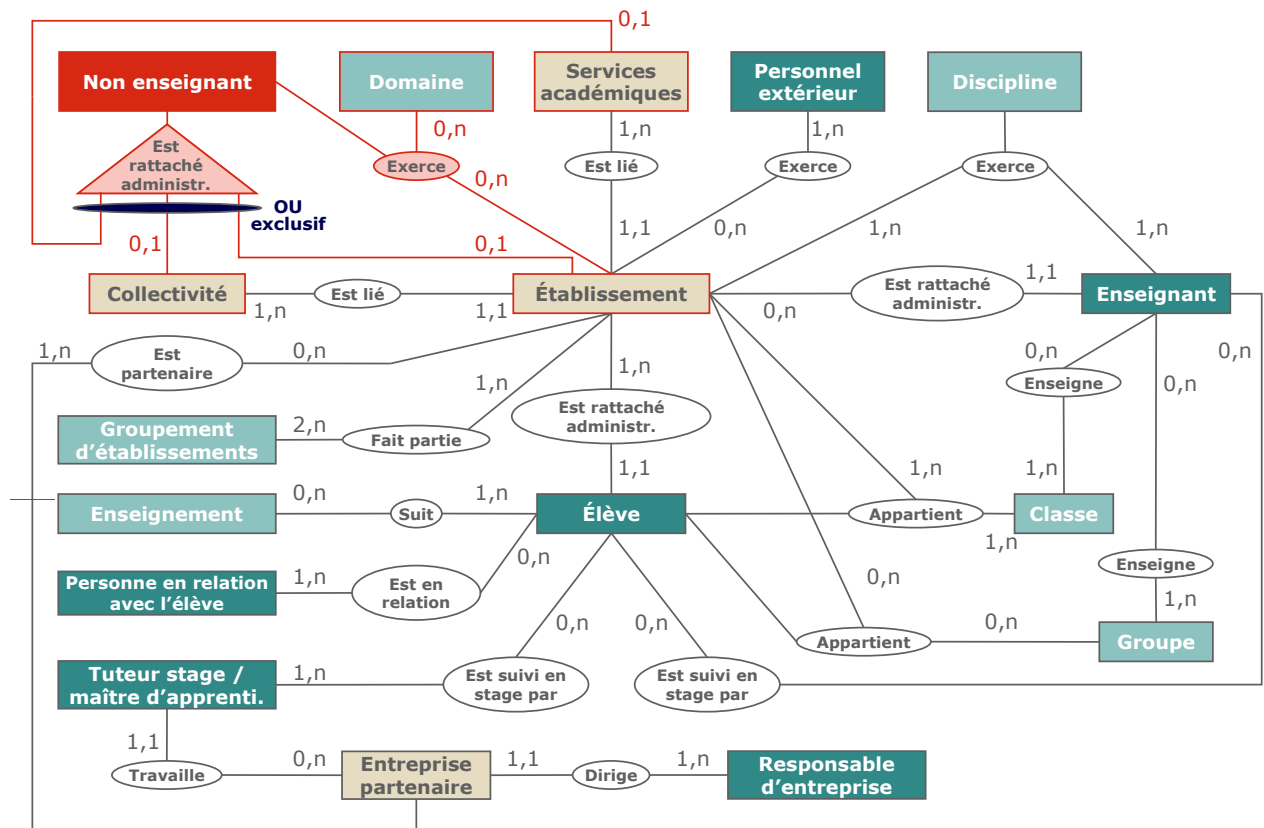 0,1
Non enseignant
Domaine
Services
académiques
Personnel
extérieur
Discipline
0,n
1,n
1,n
Est
rattaché
administr.
Exerce
Est lié
Exerce
Exerce
0,n
OU
exclusif
0,1
0,1
1,1
0,n
1,n
1,n
Collectivité
Est lié
Établissement
Est rattaché
administr.
1,1
Enseignant
1,n
1,1
0,n
1,n
Est
partenaire
0,n
1,n
1,n
0,n
Enseigne
0,n
0,n
Groupement
d’établissements
2,n
Fait partie
Est rattaché
administr.
1,1
1,n
1,n
Enseignement
0,n
Suit
1,n
Élève
Appartient
Classe
1,n
0,n
Personne en relation
avec l’élève
1,n
Est en
relation
0,n
Enseigne
1,n
0,n
0,n
Appartient
0,n
Groupe
Tuteur stage /
maître d’apprenti.
1,n
Est suivi en
stage par
Est suivi en
stage par
1,1
Travaille
0,n
Entreprise
partenaire
1,1
Dirige
1,n
Responsable
d’entreprise